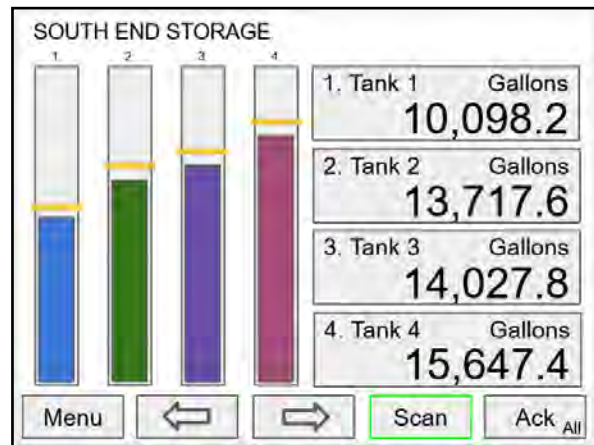 SOUTH END STORAGE
1. 2 3 4
1. Tank 1 Gallons
10,098.2
2. Tank 2 Gallons
13,717.6
3. Tank 3 Gallons
14,027.8
4. Tank 4 Gallons
15,647.4
Menu Scan Ack All